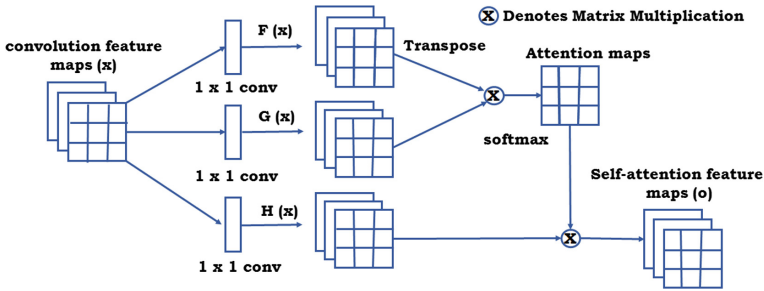 X Denotes Matrix Multiplication
convolution feature
maps (x)
F (x)
Transpose
Attention maps
1 x 1 conv
G (x)
X
softmax
1 x 1 conv
Self-attention feature
maps (o)
H (x)
X
1 x 1 conv